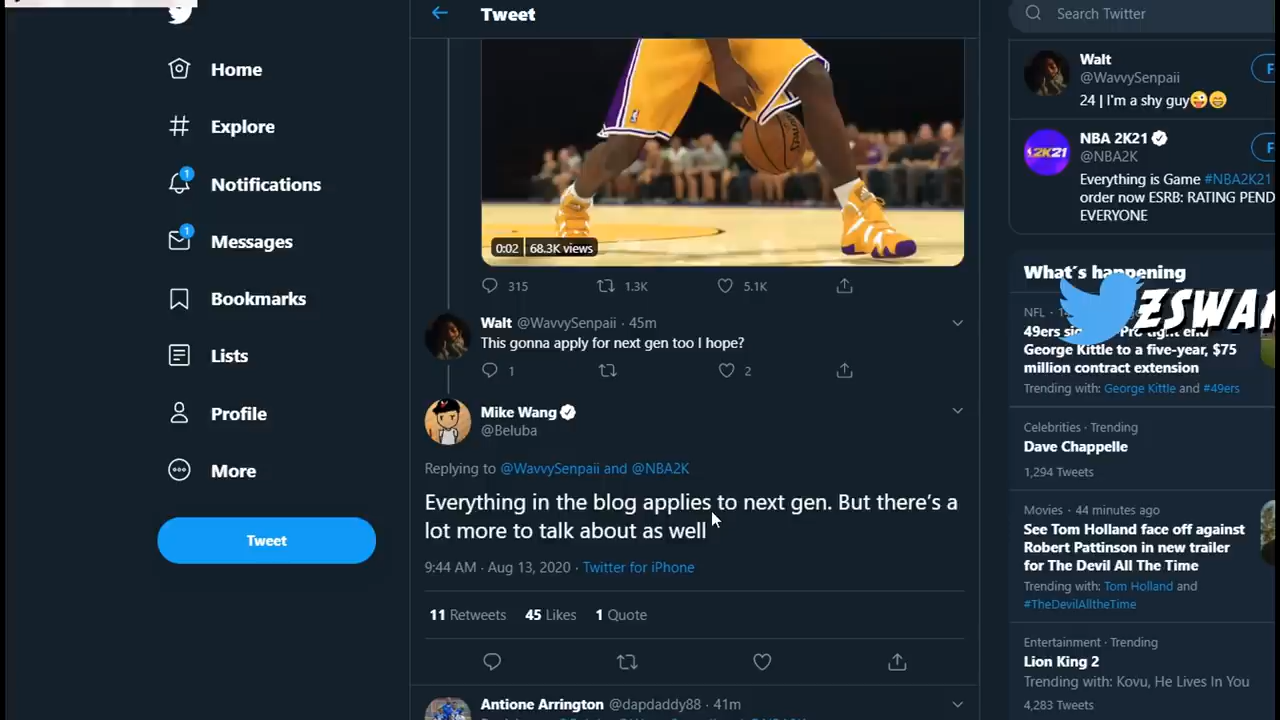 Home
Explore
1
Notifications
1
Messages
Bookmarks
Lists
Profile
More
Tweet
Tweet
0:02 68.3K views
315 1.3K 5.1K
Walt @WavvySenpaii · 45m
This gonna apply for next gen too I hope?
1 2
Mike Wang
@Beluba
Replying to @WavvySenpaii and @NBA2K
Everything in the blog applies to next gen. But there's a
lot more to talk about as well
9:44 AM · Aug 13, 2020 · Twitter for iPhone
11 Retweets 45 Likes 1 Quote
Antione Arrington @dapdaddy88 · 41m
Search Twitter
Walt
@WavvySenpaii
24 | I'm a shy guy😜😁
2K21
NBA 2K21
@NBA2K
Everything is Game #NBA2K21
order now ESRB: RATING PEND
EVERYONE
What's happening
ZSWA
NFL ·
49ers
George Kittle to a five-year, $75
million contract extension
Trending with: George Kittle and #49ers
Celebrities · Trending
Dave Chappelle
1,294 Tweets
Movies · 44 minutes ago
See Tom Holland face off against
Robert Pattinson in new trailer
for The Devil All The Time
Trending with: Tom Holland and
#TheDevilAlltheTime
Entertainment · Trending
Lion King 2
Trending with: Kovu, He Lives In You
4,283 Tweets